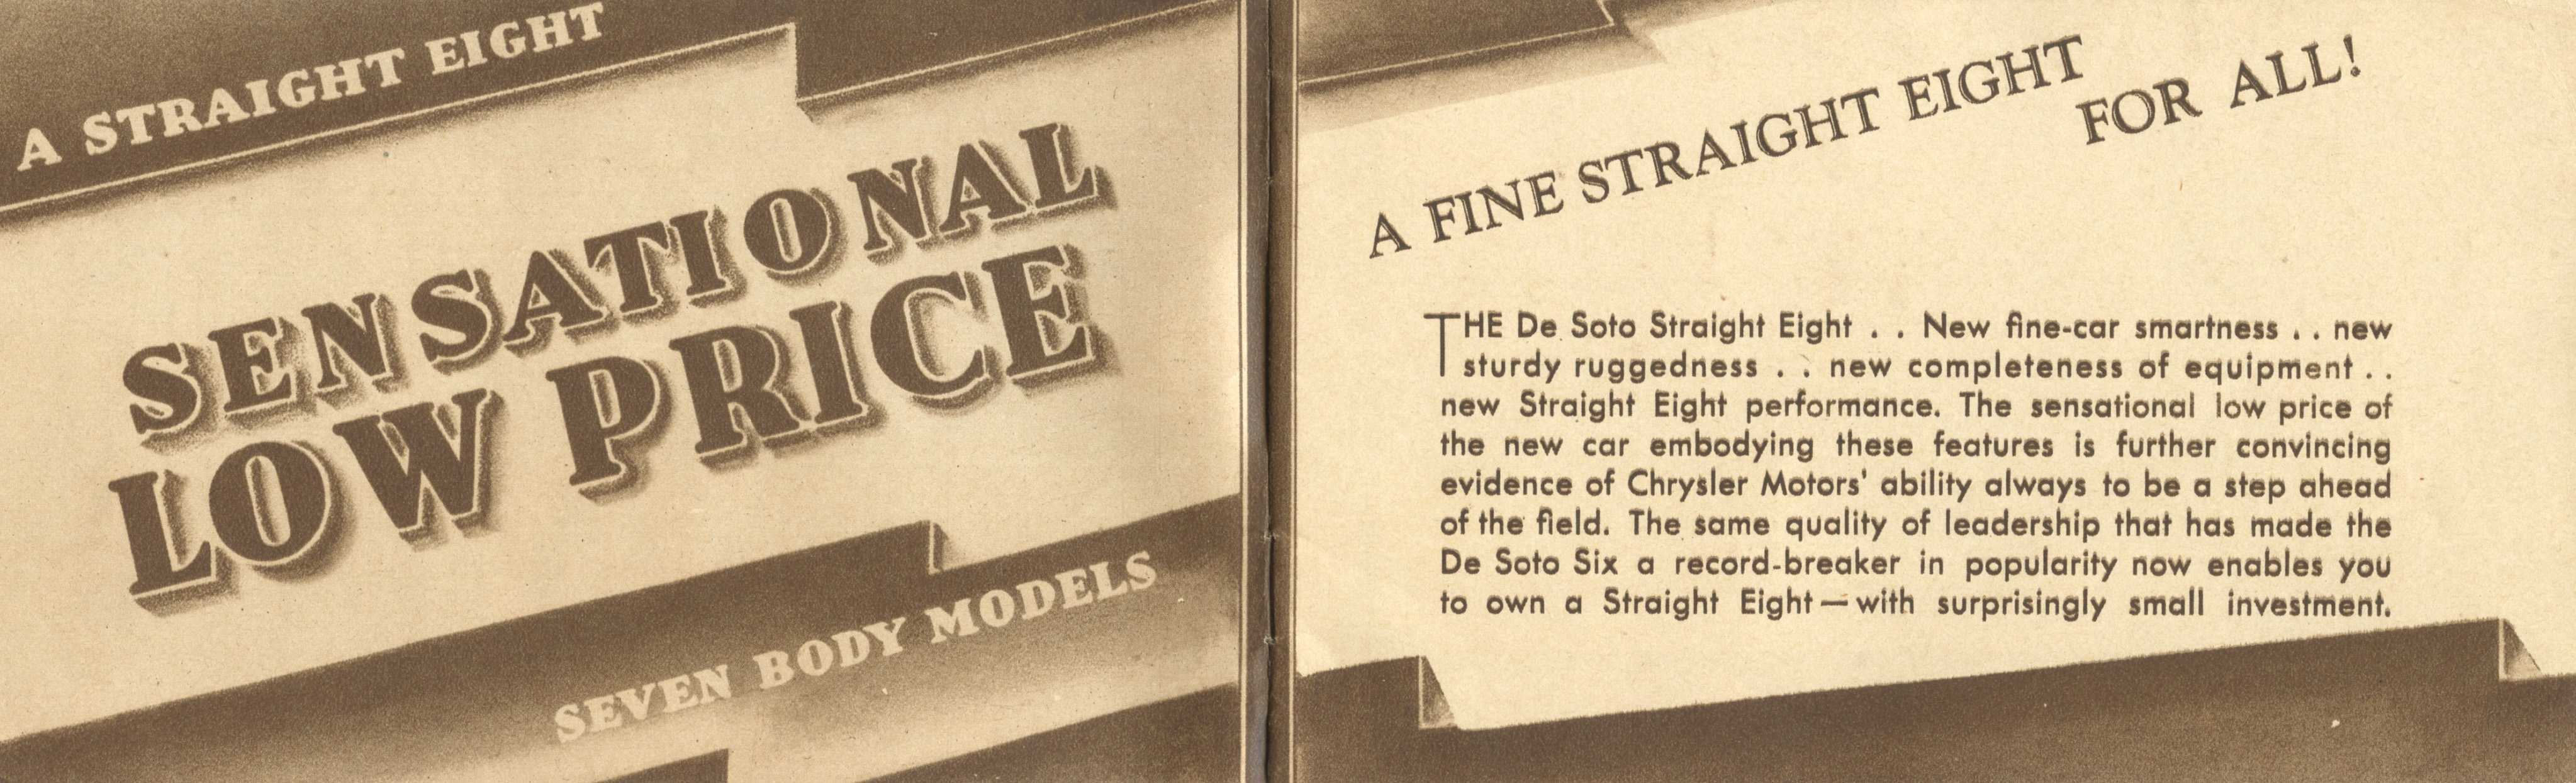 A STRAIGHT EIGHT
SENSATIONAL
LOW PRICE
SEVEN BODY MODELS
A FINE STRAIGHT EIGHT
FOR ALL!
THE De Soto Straight Eight . . New fine-car smartness . . new
sturdy ruggedness . . new completeness of equipment . .
new Straight Eight performance. The sensational low price of
the new car embodying these features is further convincing
evidence of Chrysler Motors' ability always to be a step ahead
of the field. The same quality of leadership that has made the
De Soto Six a record-breaker in popularity now enables you
to own a Straight Eight—with surprisingly small investment.